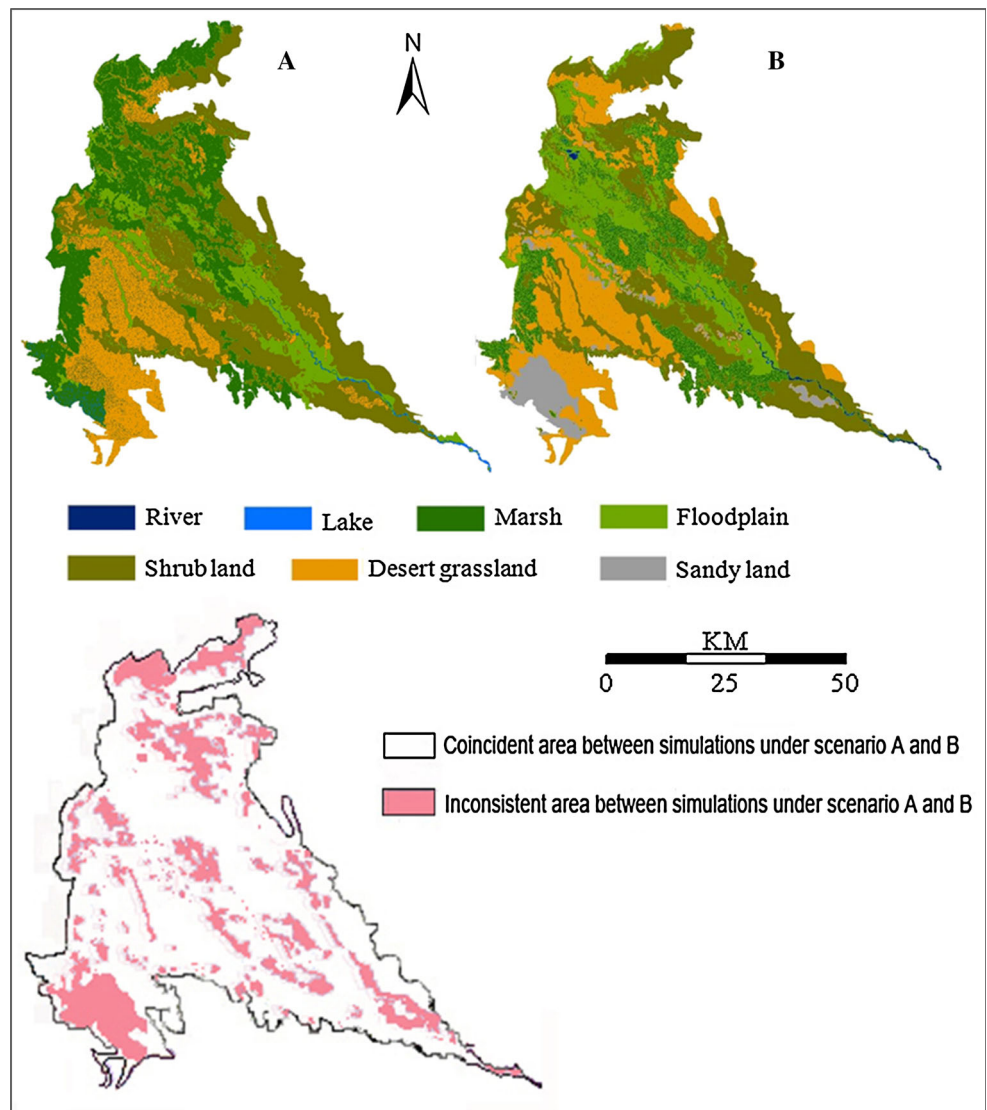 A
N
B
River
Lake
Marsh
Floodplain
Shrub land
Desert grassland
Sandy land
KM
0 25 50
Coincident area between simulations under scenario A and B
Inconsistent area between simulations under scenario A and B